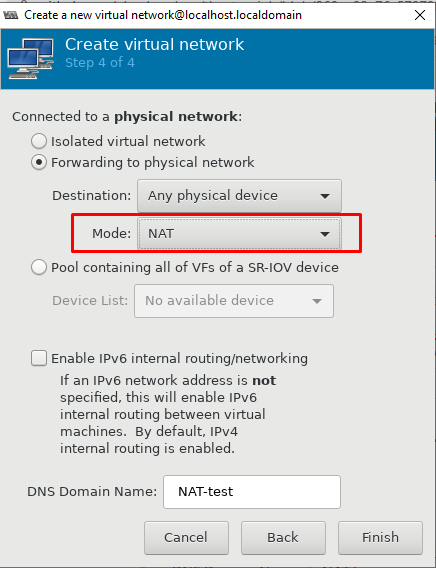 Create a new virtual network@localhost.localdomain
Create virtual network
Step 4 of 4
Connected to a physical network:
Isolated virtual network
Forwarding to physical network
Destination: Any physical device
Mode: NAT
Pool containing all of VFs of a SR-IOV device
Device List: No available device
Enable IPv6 internal routing/networking
If an IPv6 network address is not
specified, this will enable IPv6
internal routing between virtual
machines. By default, IPv4
internal routing is enabled.
DNS Domain Name: NAT-test
Cancel Back Finish